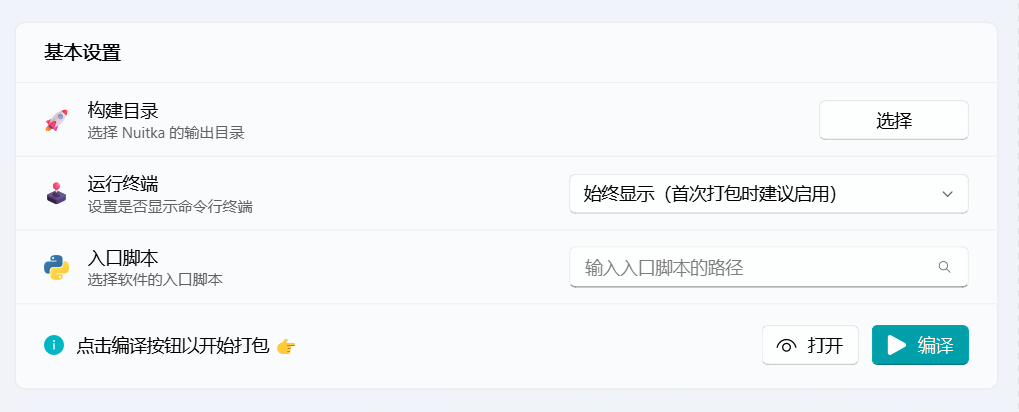 基本设置
构建目录
选择 Nuitka 的输出目录
选择
运行终端
设置是否显示命令行终端
始终显示（首次打包时建议启用）
入口脚本
选择软件的入口脚本
输入入口脚本的路径
点击编译按钮以开始打包 👉
打开
编译